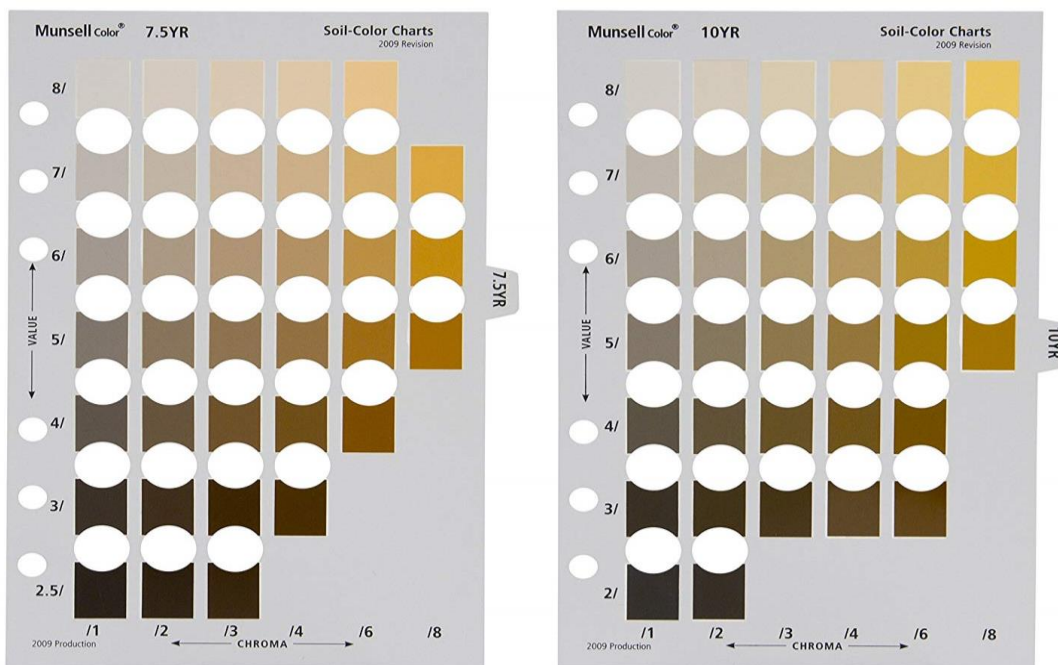 Munsell Color® 7.5YR Soil-Color Charts
2009 Revision
8/
7/
6/
5/
4/
3/
2.5/
VALUE
7.5YR
/1 /2 /3 /4 /6 /8
CHROMA
2009 Production
Munsell Color® 10YR Soil-Color Charts
2009 Revision
8/
7/
6/
5/
4/
3/
2/
VALUE
10YR
/1 /2 /3 /4 /6 /8
CHROMA
2009 Production